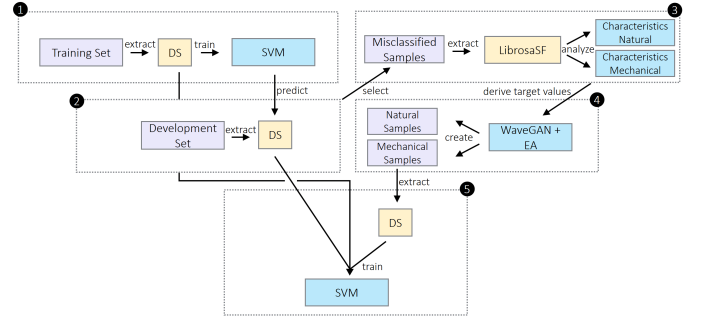 1
Training Set
extract
DS
train
SVM
predict
2
Development
Set
extract
DS
select
3
Misclassified
Samples
extract
LibrosaSF
analyze
Characteristics
Natural
Characteristics
Mechanical
derive target values
4
Natural
Samples
Mechanical
Samples
create
WaveGAN +
EA
extract
5
DS
train
SVM